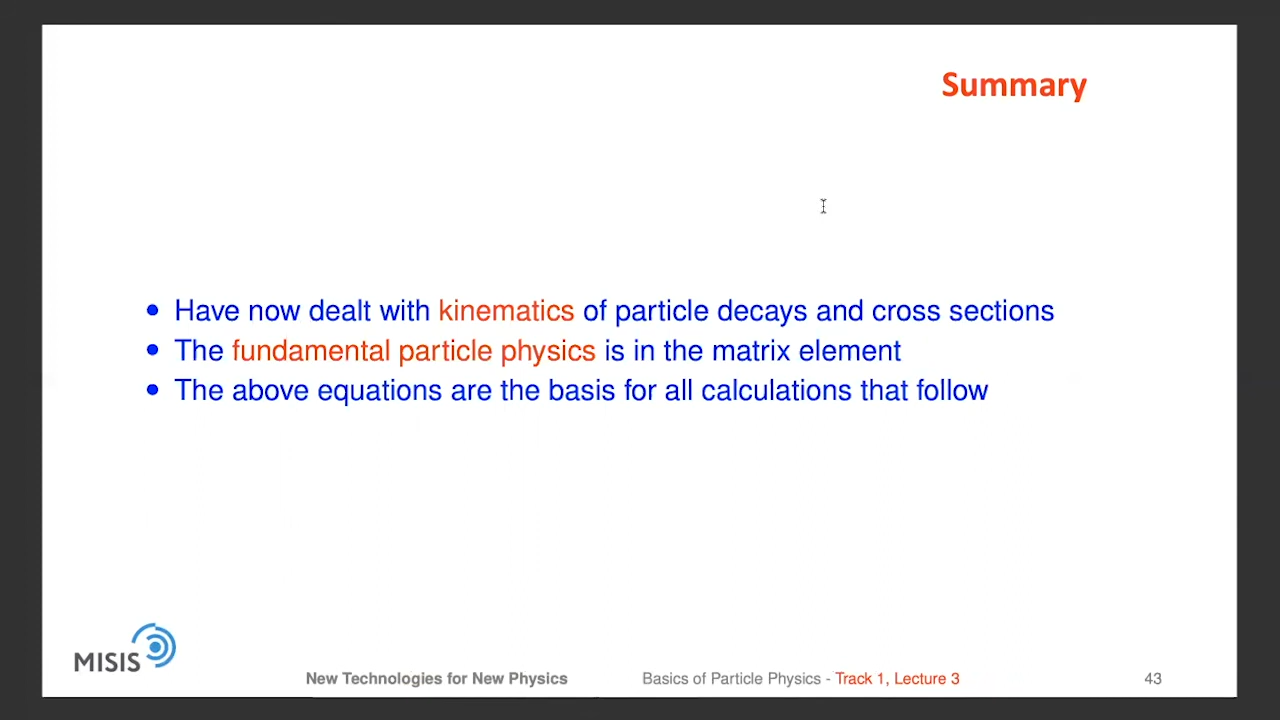 Summary
• Have now dealt with kinematics of particle decays and cross sections
• The fundamental particle physics is in the matrix element
• The above equations are the basis for all calculations that follow
MISIS
New Technologies for New Physics
Basics of Particle Physics - Track 1, Lecture 3
43